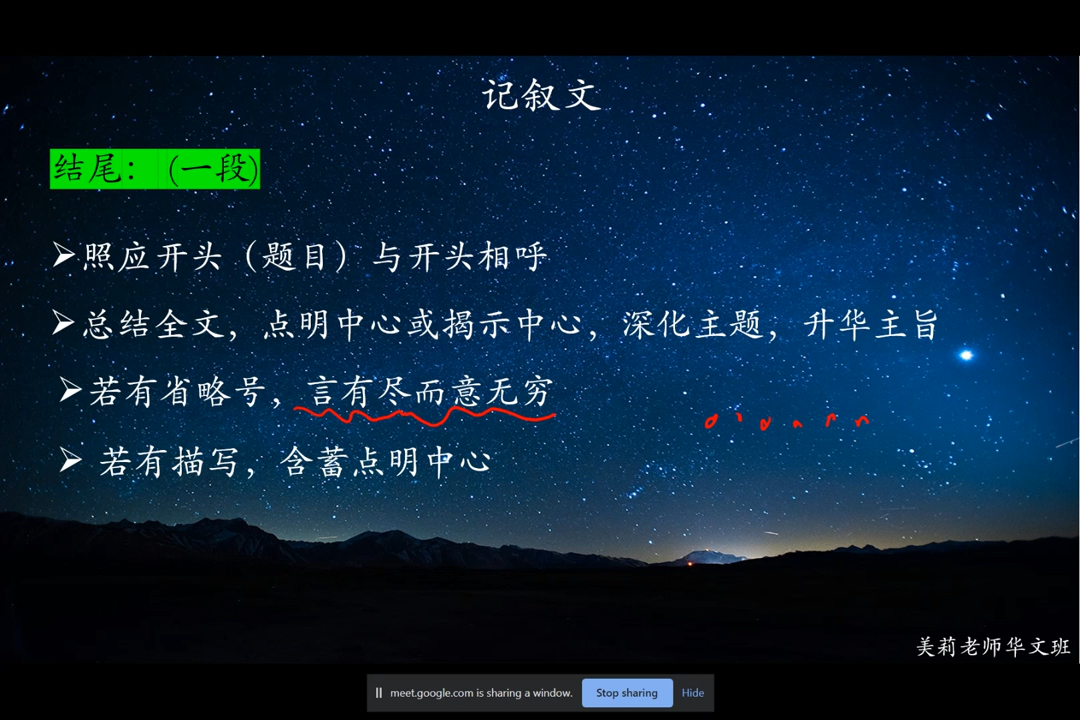 记叙文
结尾：（一段）
➢照应开头（题目）与开头相呼
➢总结全文，点明中心或揭示中心，深化主题，升华主旨
➢若有省略号，言有尽而意无穷
➢ 若有描写，含蓄点明中心
美莉老师华文班
meet.google.com is sharing a window. Stop sharing Hide